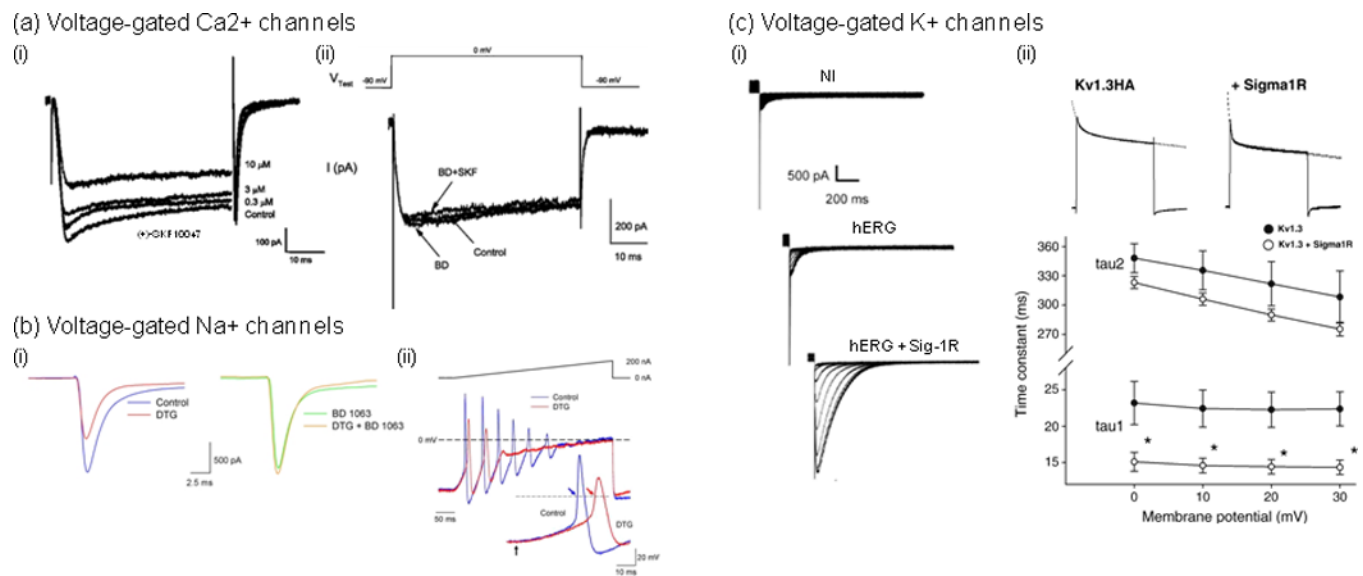 (a) Voltage-gated Ca2+ channels
(i)
10 µM
3 µM
0.3 µM
Control
(+)-SKF10047
100 pA
10 ms
(ii)
0 mV
V Test
-90 mV
-90 mV
I (pA)
BD+SKF
Control
BD
200 pA
10 ms
(b) Voltage-gated Na+ channels
(i)
Control
DTG
500 pA
2.5 ms
BD 1063
DTG + BD 1063
(ii)
200 nA
0 nA
Control
DTG
0 mV
50 ms
Control
DTG
20 mV
10 ms
(c) Voltage-gated K+ channels
(i)
NI
500 pA
200 ms
hERG
hERG + Sig-1R
(ii)
Kv1.3HA
+ Sigma1R
Kv1.3
Kv1.3 + Sigma1R
360
330
300
270
25
20
15
tau2
tau1
* * * *
Time constant (ms)
0 10 20 30
Membrane potential (mV)